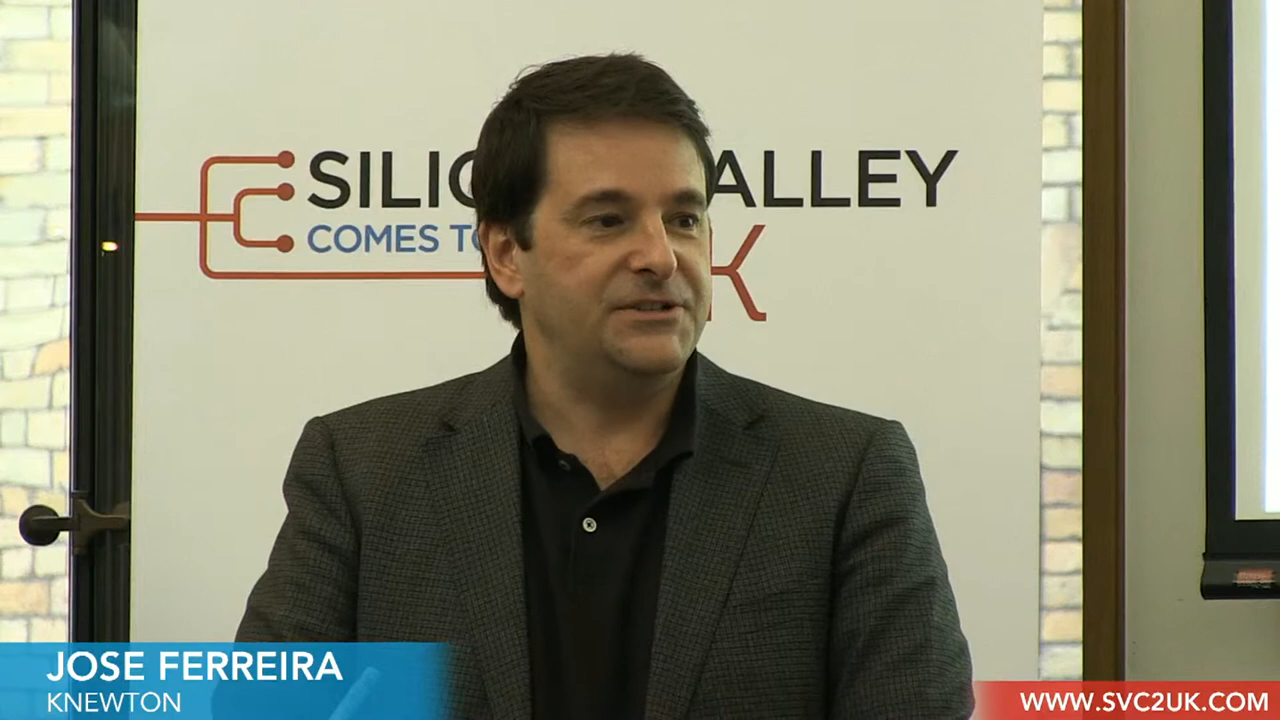 SILIC ALLEY
COMES TO
K
JOSE FERREIRA
KNEWTON
WWW.SVC2UK.COM